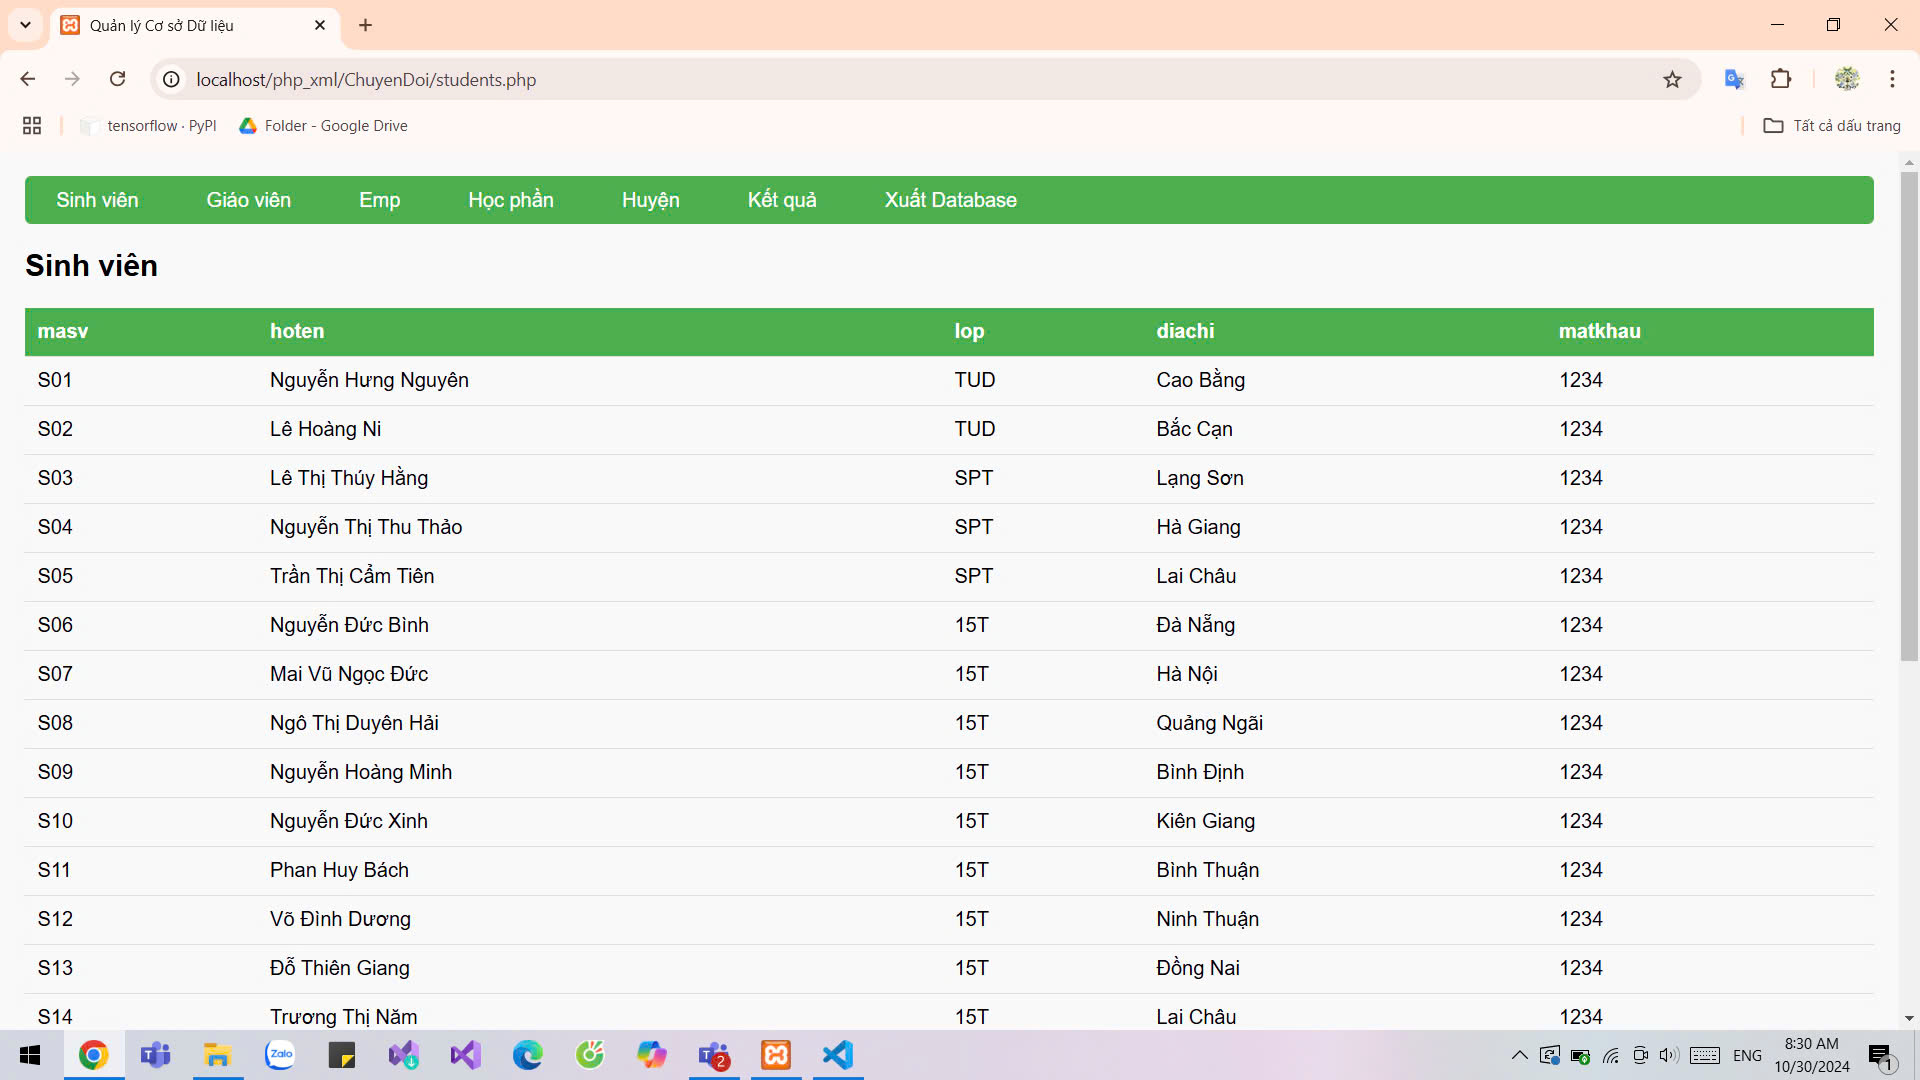 Quản lý Cơ sở Dữ liệu
localhost/php_xml/ChuyenDoi/students.php
tensorflow · PyPI Folder - Google Drive Tất cả dấu trang
Sinh viên Giáo viên Emp Học phần Huyện Kết quả Xuất Database
Sinh viên
masv hoten lop diachi matkhau
S01 Nguyễn Hưng Nguyên TUD Cao Bằng 1234
S02 Lê Hoàng Ni TUD Bắc Cạn 1234
S03 Lê Thị Thúy Hằng SPT Lạng Sơn 1234
S04 Nguyễn Thị Thu Thảo SPT Hà Giang 1234
S05 Trần Thị Cẩm Tiên SPT Lai Châu 1234
S06 Nguyễn Đức Bình 15T Đà Nẵng 1234
S07 Mai Vũ Ngọc Đức 15T Hà Nội 1234
S08 Ngô Thị Duyên Hải 15T Quảng Ngãi 1234
S09 Nguyễn Hoàng Minh 15T Bình Định 1234
S10 Nguyễn Đức Xinh 15T Kiên Giang 1234
S11 Phan Huy Bách 15T Bình Thuận 1234
S12 Võ Đình Dương 15T Ninh Thuận 1234
S13 Đỗ Thiên Giang 15T Đồng Nai 1234
S14 Trương Thị Năm 15T Lai Châu 1234
Zalo
2
ENG
8:30 AM
10/30/2024
1